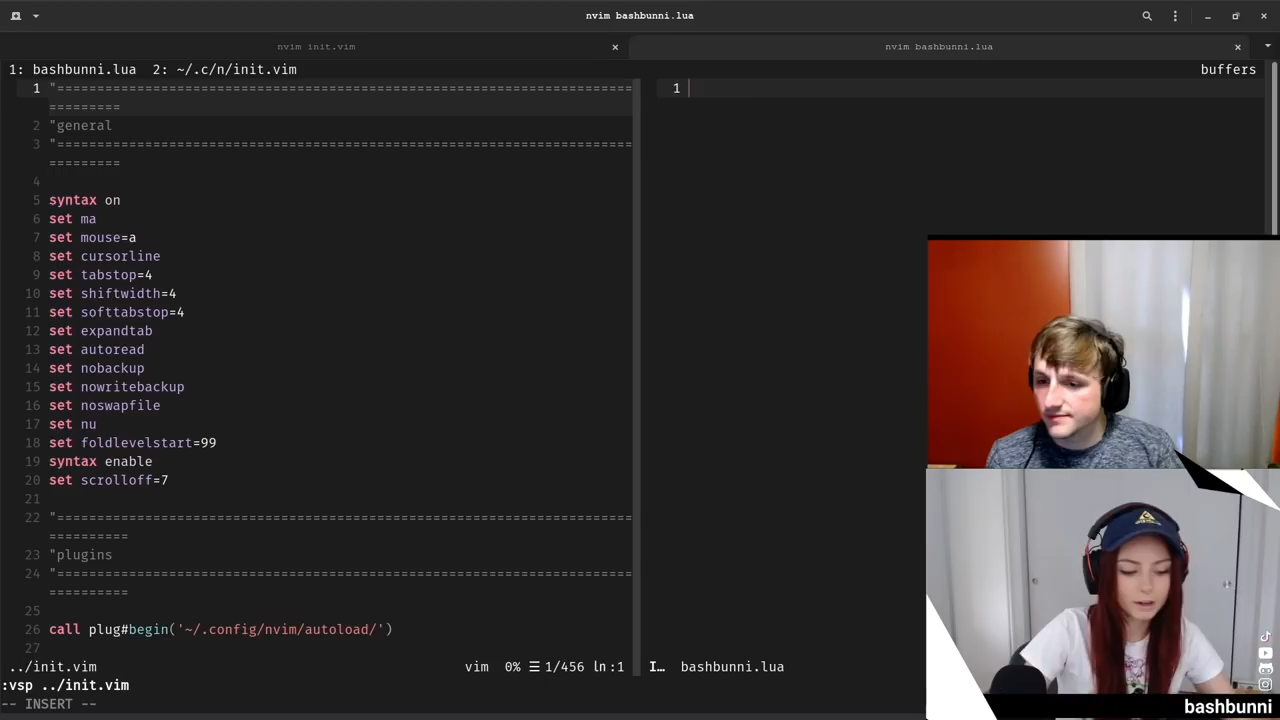 nvim bashbunni.lua
nvim init.vim
nvim bashbunni.lua
1: bashbunni.lua  2: ~/.c/n/init.vim
buffers
1 "=========================================================================
=========
2 "general
3 "=========================================================================
=========
4
5 syntax on
6 set ma
7 set mouse=a
8 set cursorline
9 set tabstop=4
10 set shiftwidth=4
11 set softtabstop=4
12 set expandtab
13 set autoread
14 set nobackup
15 set nowritebackup
16 set noswapfile
17 set nu
18 set foldlevelstart=99
19 syntax enable
20 set scrolloff=7
21
22 "=========================================================================
==========
23 "plugins
24 "=========================================================================
==========
25
26 call plug#begin('~/.config/nvim/autoload/')
27
../init.vim
vim  0% ☰ 1/456 ln:1
:vsp ../init.vim
-- INSERT --
1
I… bashbunni.lua
bashbunni